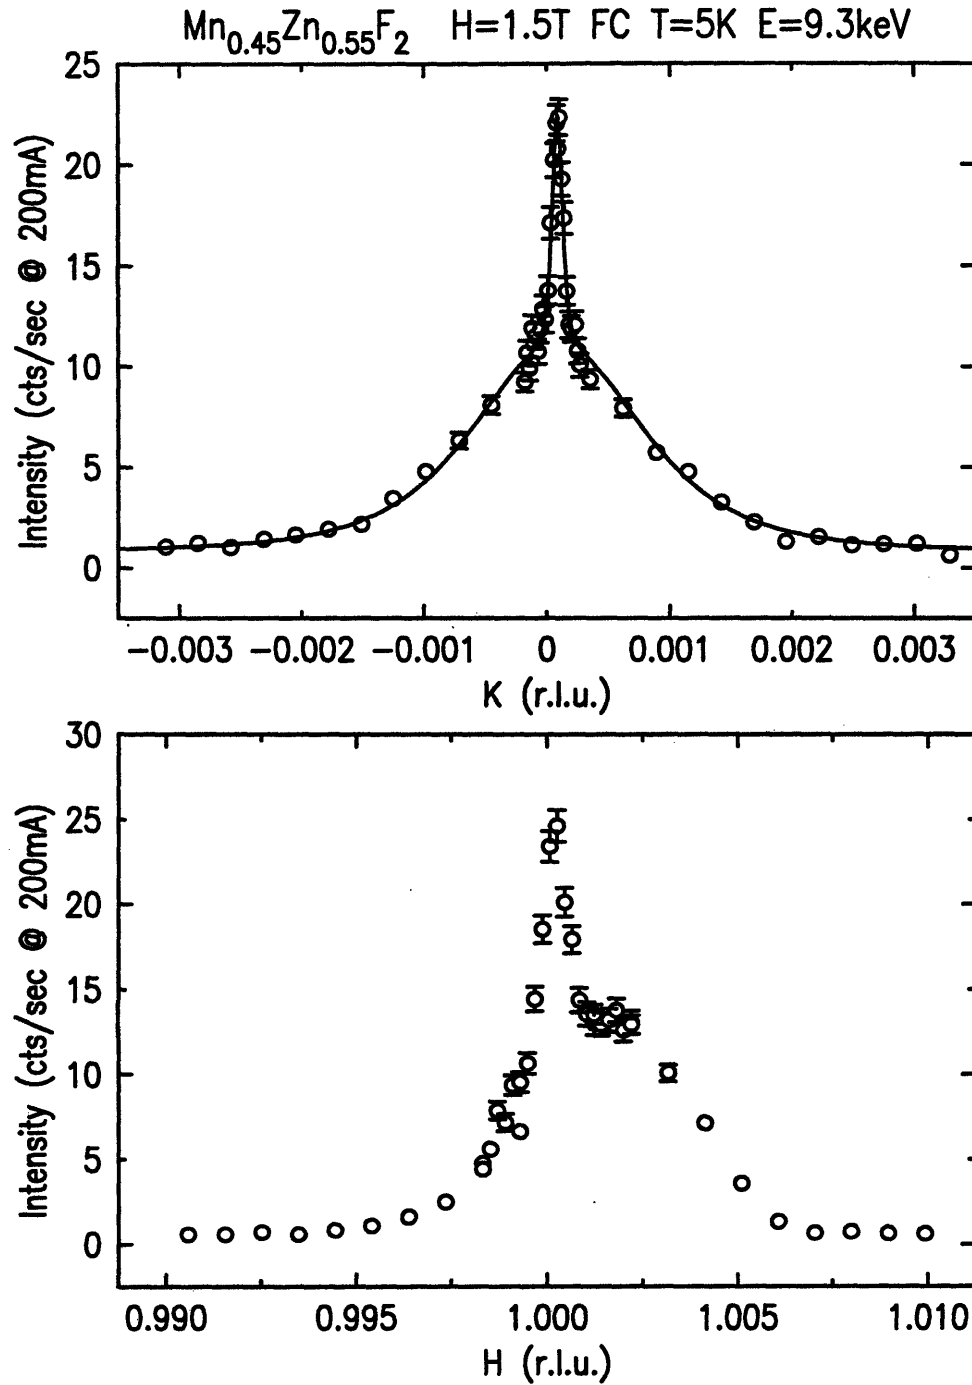 Mn0.45Zn0.55F2 H=1.5T FC T=5K E=9.3keV
25
20
15
10
5
0
Intensity (cts/sec @ 200mA)
-0.003 -0.002 -0.001 0 0.001 0.002 0.003
K (r.l.u.)
30
25
20
15
10
5
0
Intensity (cts/sec @ 200mA)
0.990 0.995 1.000 1.005 1.010
H (r.l.u.)